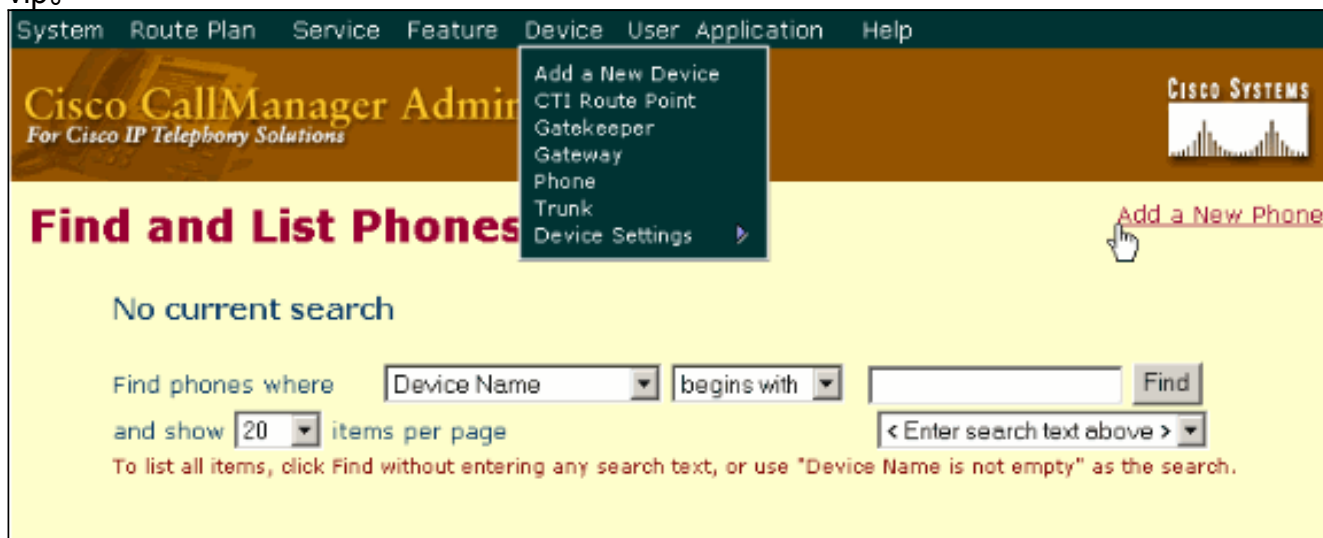 System Route Plan Service Feature Device User Application Help
Cisco CallManager Admin
For Cisco IP Telephony Solutions
CISCO SYSTEMS
Add a New Device
CTI Route Point
Gatekeeper
Gateway
Phone
Trunk
Device Settings
Find and List Phones
Add a New Phone
No current search
Find phones where Device Name begins with Find
and show 20 items per page < Enter search text above >
To list all items, click Find without entering any search text, or use "Device Name is not empty" as the search.